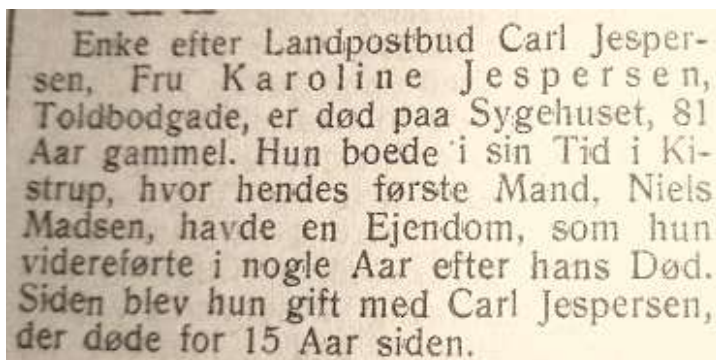 Enke efter Landpostbud Carl Jesper-
sen, Fru Karoline Jespersen,
Toldbodgade, er død paa Sygehuset, 81
Aar gammel. Hun boede i sin Tid i Ki-
strup, hvor hendes første Mand, Niels
Madsen, havde en Ejendom, som hun
videreførte i nogle Aar efter hans Død.
Siden blev hun gift med Carl Jespersen,
der døde for 15 Aar siden.